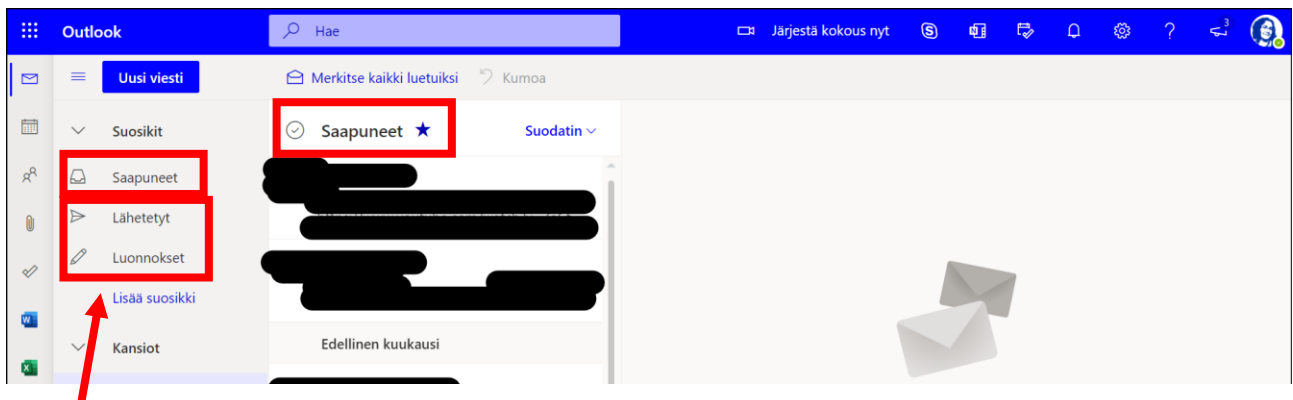 Outlook
Hae
Järjestä kokous nyt
3
Uusi viesti
Merkitse kaikki luetuiksi
Kumoa
Suosikit
Saapuneet
Suodatin
Saapuneet
Lähetetyt
Luonnokset
Lisää suosikki
Edellinen kuukausi
Kansiot